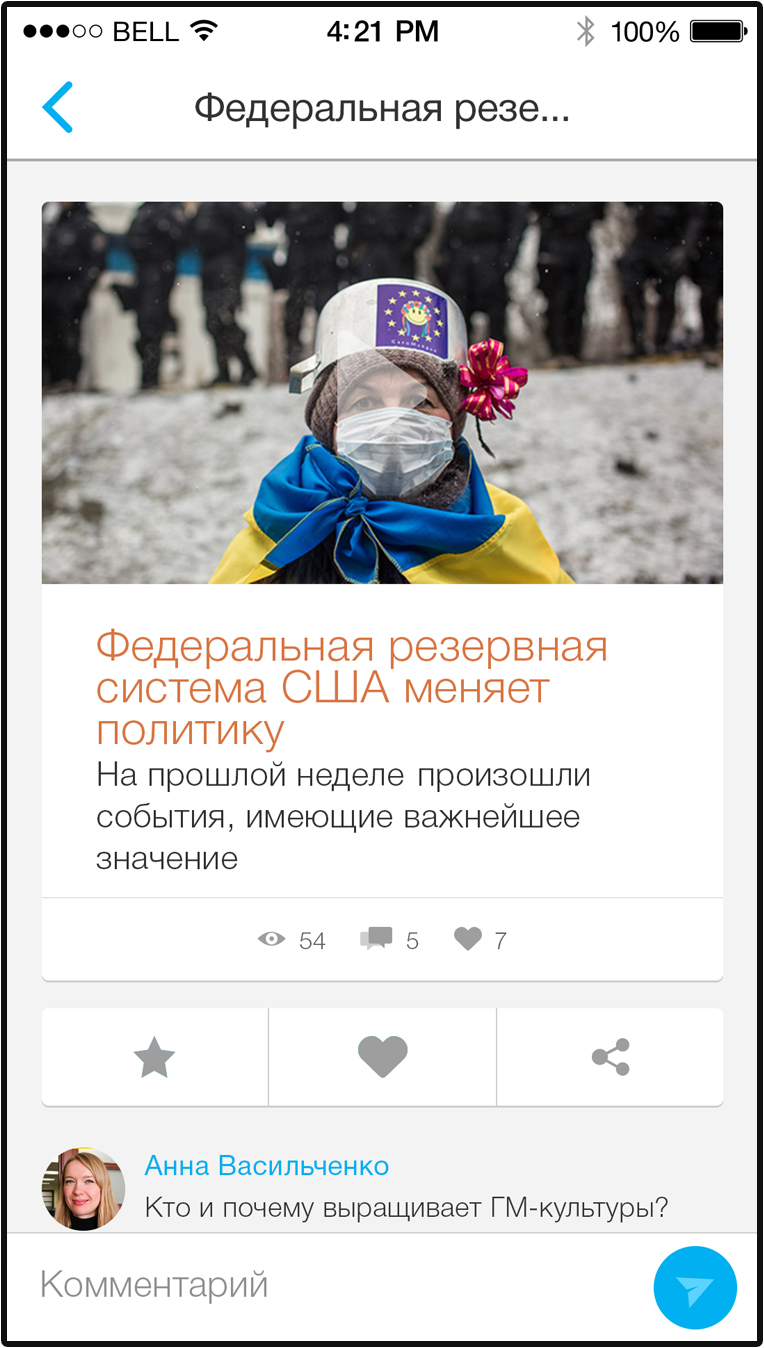 BELL 4:21 PM 100%
Федеральная резе...
Федеральная резервная
система США меняет
политику
На прошлой неделе произошли
события, имеющие важнейшее
значение
54 5 7
Анна Васильченко
Кто и почему выращивает ГМ-культуры?
Комментарий